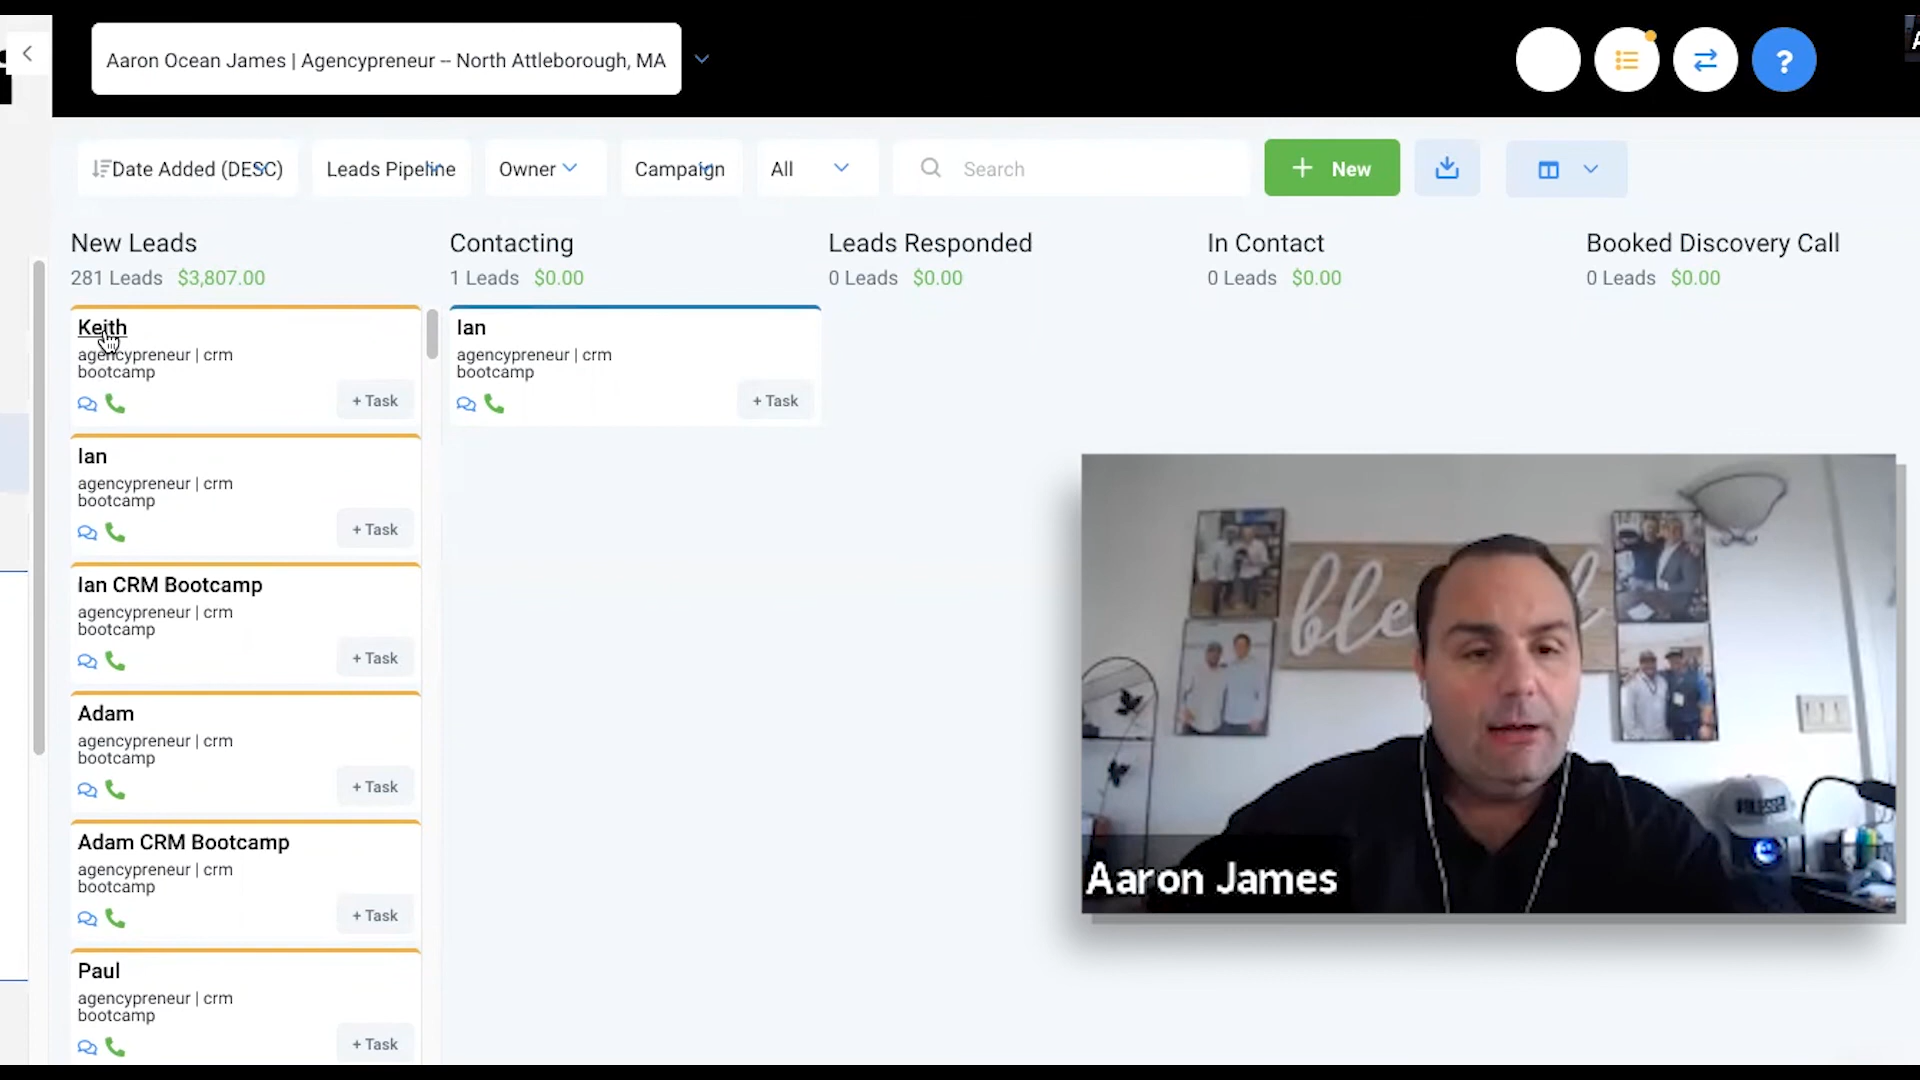 Aaron Ocean James | Agencypreneur -- North Attleborough, MA
?
Date Added (DESC)
Leads Pipeline
Owner
Campaign
All
Search
+ New
New Leads
281 Leads $3,807.00
Keith
agencypreneur | crm
bootcamp
+ Task
Ian
agencypreneur | crm
bootcamp
+ Task
Ian CRM Bootcamp
agencypreneur | crm
bootcamp
+ Task
Adam
agencypreneur | crm
bootcamp
+ Task
Adam CRM Bootcamp
agencypreneur | crm
bootcamp
+ Task
Paul
agencypreneur | crm
bootcamp
+ Task
Contacting
1 Leads $0.00
Ian
agencypreneur | crm
bootcamp
+ Task
Leads Responded
0 Leads $0.00
In Contact
0 Leads $0.00
Booked Discovery Call
0 Leads $0.00
#BLESSED
Aaron James